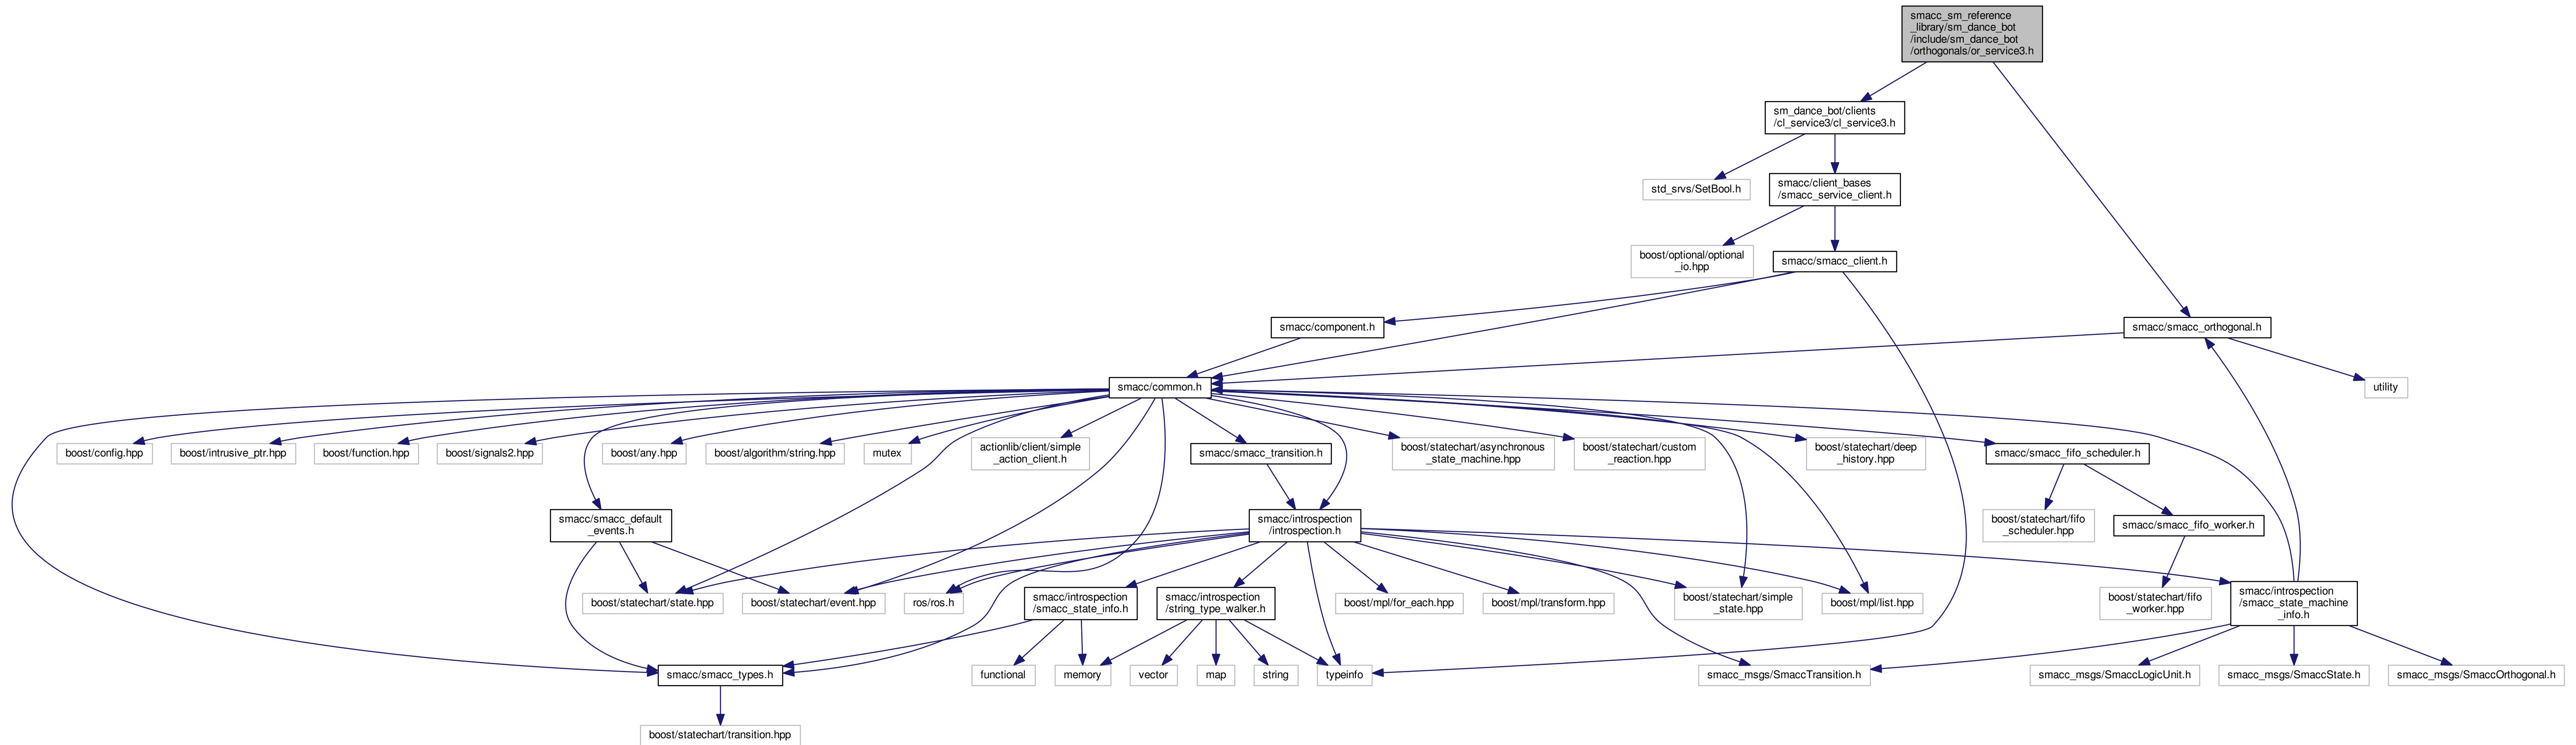 smacc_sm_reference
_library/sm_dance_bot
/include/sm_dance_bot
/orthogonals/or_service3.h
sm_dance_bot/clients
/cl_service3/cl_service3.h
std_srvs/SetBool.h
smacc/client_bases
/smacc_service_client.h
boost/optional/optional
_io.hpp
smacc/smacc_client.h
smacc/component.h
smacc/smacc_orthogonal.h
smacc/common.h
utility
boost/config.hpp
boost/intrusive_ptr.hpp
boost/function.hpp
boost/signals2.hpp
boost/any.hpp
boost/algorithm/string.hpp
mutex
actionlib/client/simple
_action_client.h
smacc/smacc_transition.h
boost/statechart/asynchronous
_state_machine.hpp
boost/statechart/custom
_reaction.hpp
boost/statechart/deep
_history.hpp
smacc/smacc_fifo_scheduler.h
smacc/smacc_default
_events.h
smacc/introspection
/introspection.h
boost/statechart/fifo
_scheduler.hpp
smacc/smacc_fifo_worker.h
boost/statechart/state.hpp
boost/statechart/event.hpp
ros/ros.h
smacc/introspection
/smacc_state_info.h
smacc/introspection
/string_type_walker.h
boost/mpl/for_each.hpp
boost/mpl/transform.hpp
boost/statechart/simple
_state.hpp
boost/mpl/list.hpp
boost/statechart/fifo
_worker.hpp
smacc/introspection
/smacc_state_machine
_info.h
smacc/smacc_types.h
functional
memory
vector
map
string
typeinfo
smacc_msgs/SmaccTransition.h
smacc_msgs/SmaccLogicUnit.h
smacc_msgs/SmaccState.h
smacc_msgs/SmaccOrthogonal.h
boost/statechart/transition.hpp